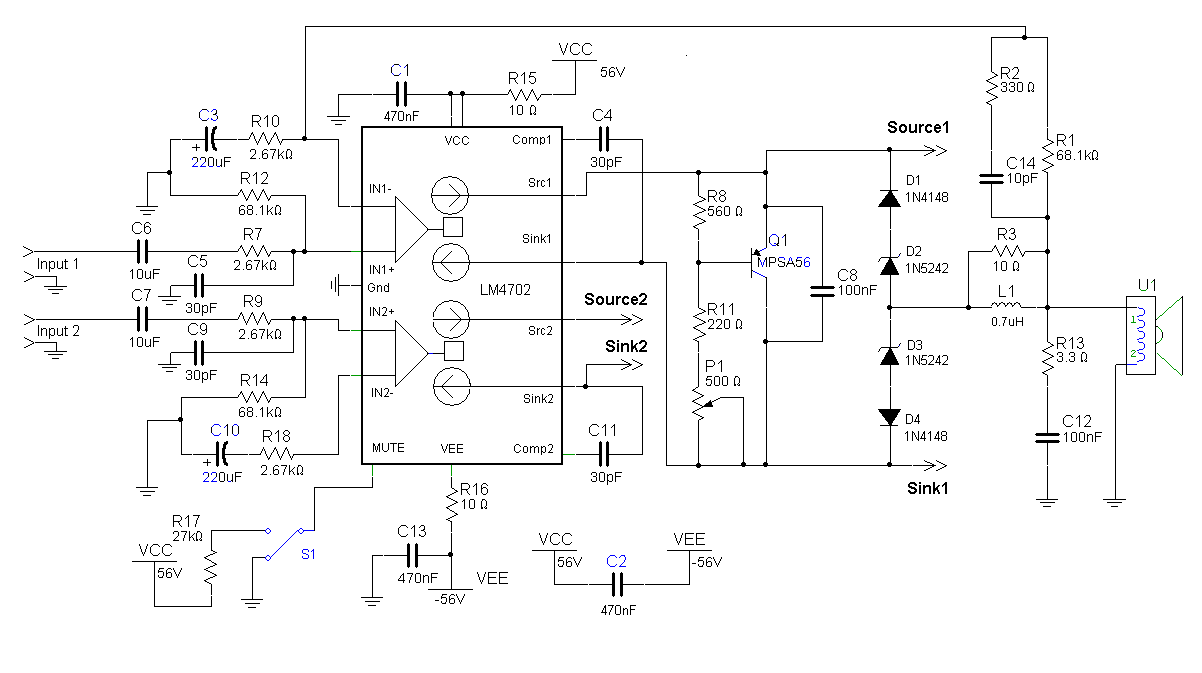 VCC
56V
C1
470nF
R15
10 Ω
R2
330 Ω
C3
+
220uF
R10
2.67kΩ
VCC
Comp1
C4
30pF
Source1
R1
68.1kΩ
C14
10pF
R12
68.1kΩ
IN1-
Src1
R8
560 Ω
D1
1N4148
C6
10uF
R7
2.67kΩ
Input 1
C5
30pF
IN1+
Gnd
Sink1
LM4702
Q1
MPSA56
C8
100nF
D2
1N5242
R3
10 Ω
L1
0.7uH
U1
1
2
C7
10uF
R9
2.67kΩ
Input 2
C9
30pF
IN2+
Src2
Source2
Sink2
R11
220 Ω
D3
1N5242
R13
3.3 Ω
R14
68.1kΩ
IN2-
Sink2
P1
500 Ω
D4
1N4148
C10
+
220uF
R18
2.67kΩ
MUTE
VEE
Comp2
C11
30pF
C12
100nF
Sink1
R16
10 Ω
R17
27kΩ
VCC
56V
S1
C13
470nF
VEE
-56V
VCC
56V
C2
470nF
VEE
-56V